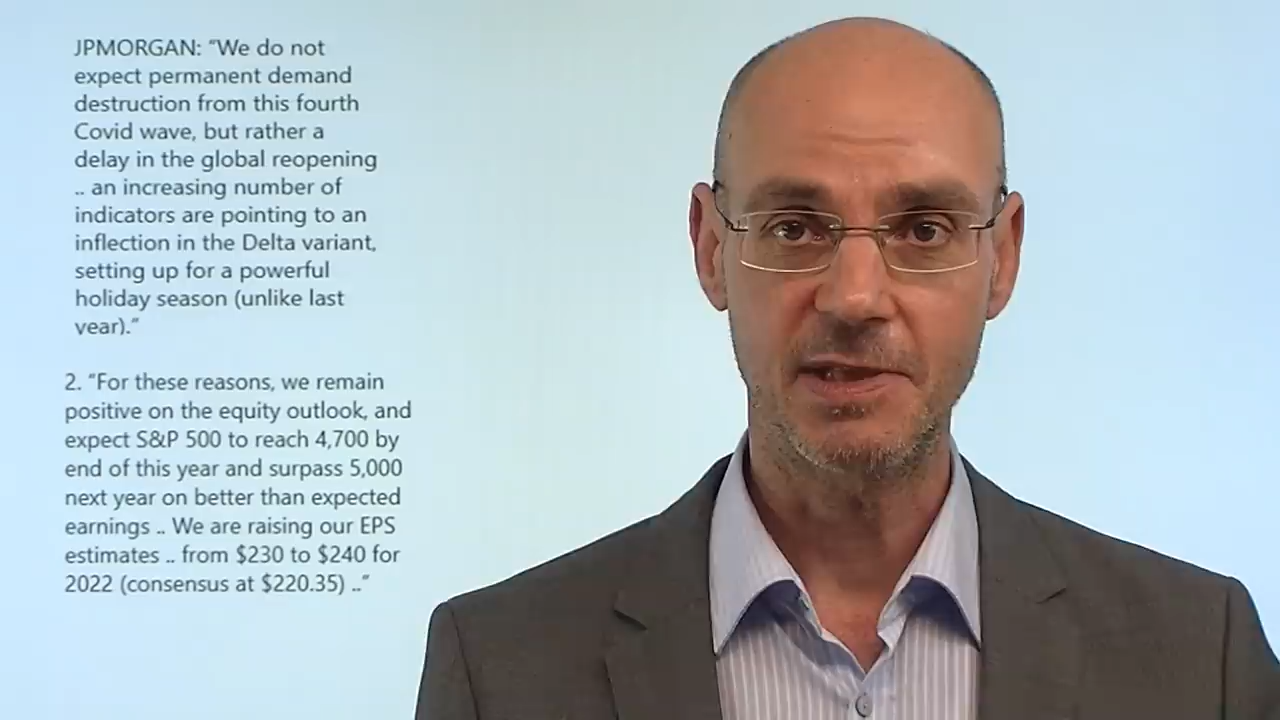 JPMORGAN: “We do not
expect permanent demand
destruction from this fourth
Covid wave, but rather a
delay in the global reopening
.. an increasing number of
indicators are pointing to an
inflection in the Delta variant,
setting up for a powerful
holiday season (unlike last
year).”
2. “For these reasons, we remain
positive on the equity outlook, and
expect S&P 500 to reach 4,700 by
end of this year and surpass 5,000
next year on better than expected
earnings .. We are raising our EPS
estimates .. from $230 to $240 for
2022 (consensus at $220.35) ..”